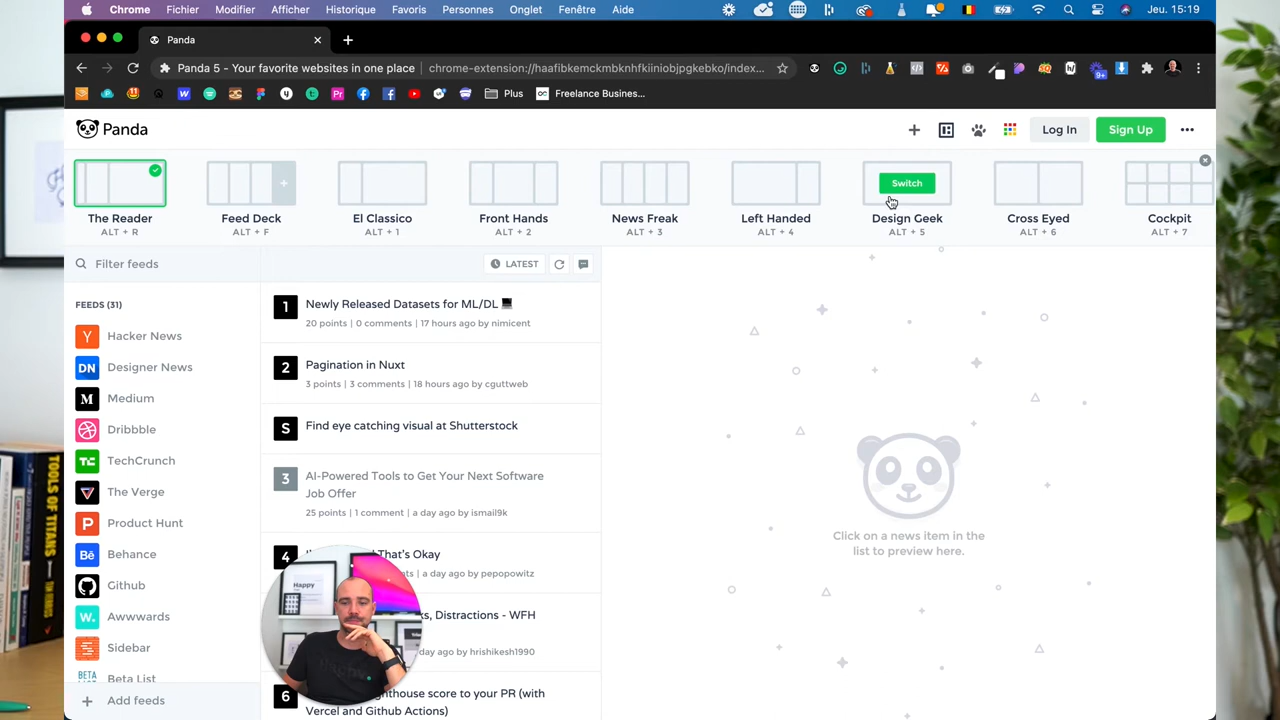 Chrome Fichier Modifier Afficher Historique Favoris Personnes Onglet Fenêtre Aide Jeu. 15:19
Panda
Panda 5 - Your favorite websites in one place chrome-extension://haafibkemckmbknhfkiiniobjpgkebko/index...
Plus Freelance Busines...
Panda
Log In
Sign Up
Switch
The Reader Feed Deck El Classico Front Hands News Freak Left Handed Design Geek Cross Eyed Cockpit
ALT + R ALT + F ALT + 1 ALT + 2 ALT + 3 ALT + 4 ALT + 5 ALT + 6 ALT + 7
Filter feeds
FEEDS (31)
Hacker News
DN Designer News
Medium
Dribbble
TechCrunch
The Verge
Product Hunt
Behance
Github
Awwwards
Sidebar
BETA LIST Beta List
Add feeds
LATEST
1 Newly Released Datasets for ML/DL
20 points | 0 comments | 17 hours ago by nimicent
2 Pagination in Nuxt
3 points | 3 comments | 18 hours ago by cguttweb
S Find eye catching visual at Shutterstock
3 AI-Powered Tools to Get Your Next Software
Job Offer
25 points | 1 comment | a day ago by ismail9k
4 That's Okay
| a day ago by pepopowitz
Distractions - WFH
day ago by hrishikesh1990
6 score to your PR (with
Vercel and Github Actions)
Click on a news item in the
list to preview here.
Happy
TOOLS OF TITANS